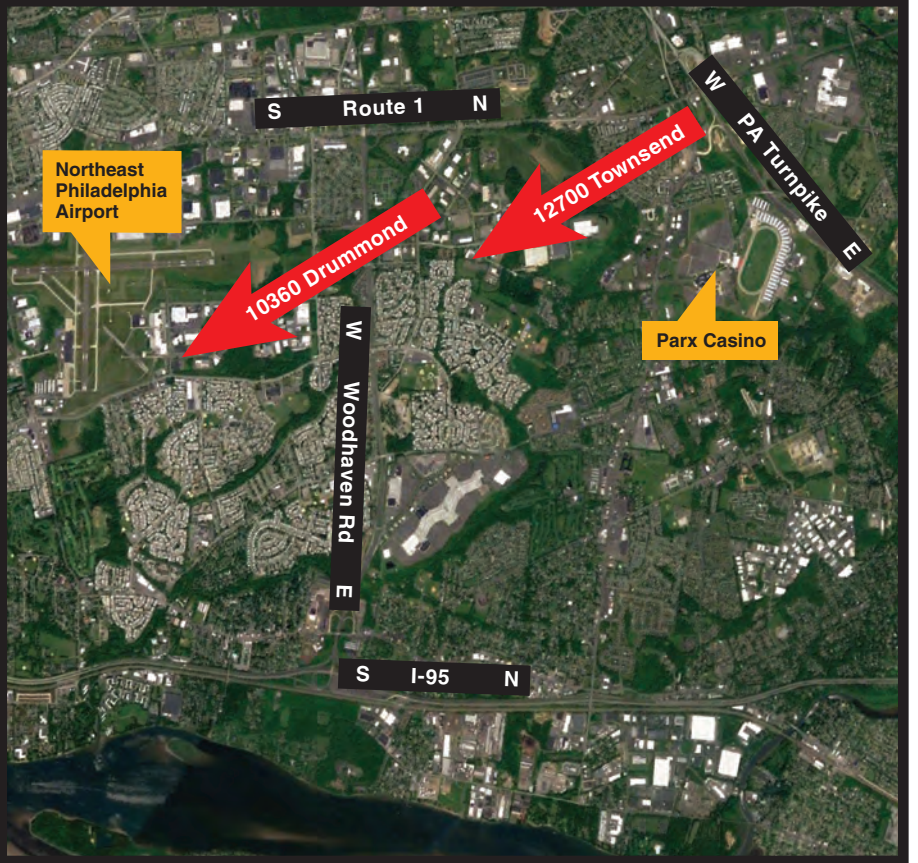 S Route 1 N
W PA Turnpike E
Northeast
Philadelphia
Airport
12700 Townsend
10360 Drummond
Parx Casino
W Woodhaven Rd E
S I-95 N